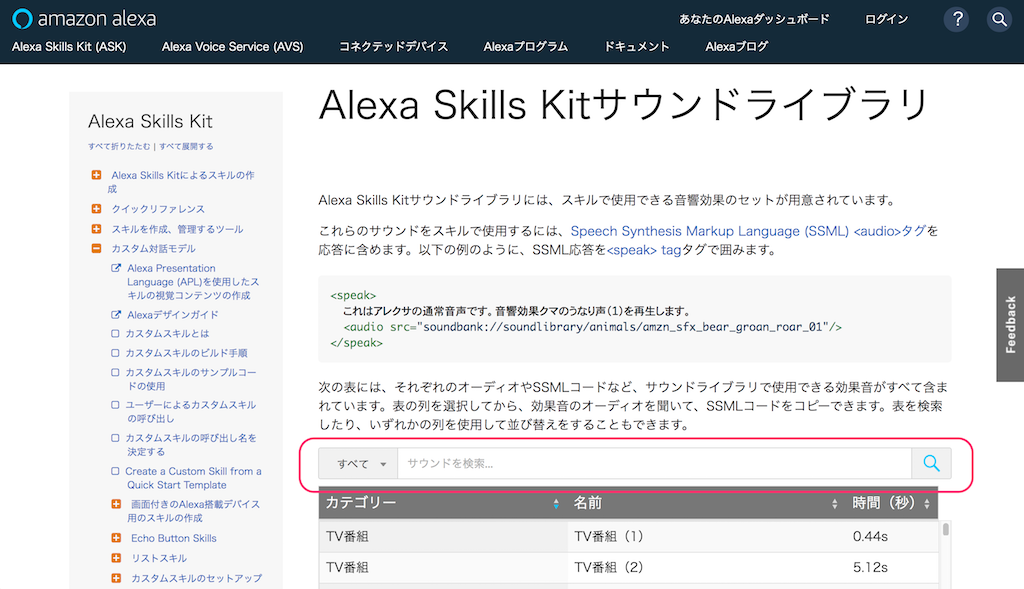 amazon alexa
あなたのAlexaダッシュボード
ログイン
?
Alexa Skills Kit (ASK)
Alexa Voice Service (AVS)
コネクテッドデバイス
Alexaプログラム
ドキュメント
Alexaブログ
Alexa Skills Kit
すべて折りたたむ | すべて展開する
Alexa Skills Kitによるスキルの作
成
クイックリファレンス
スキルを作成、管理するツール
カスタム対話モデル
Alexa Presentation
Language (APL)を使用したス
キルの視覚コンテンツの作成
Alexaデザインガイド
カスタムスキルとは
カスタムスキルのビルド手順
カスタムスキルのサンプルコー
ドの使用
ユーザーによるカスタムスキル
の呼び出し
カスタムスキルの呼び出し名を
決定する
Create a Custom Skill from a
Quick Start Template
画面付きのAlexa搭載デバイス
用のスキルの作成
Echo Button Skills
リストスキル
カスタムスキルのセットアップ
Alexa Skills Kitサウンドライブラリ
Alexa Skills Kitサウンドライブラリには、スキルで使用できる音響効果のセットが用意されています。
これらのサウンドをスキルで使用するには、Speech Synthesis Markup Language (SSML) <audio>タグを
応答に含めます。以下の例のように、SSML応答を<speak> tagタグで囲みます。
<speak>
これはアレクサの通常音声です。音響効果クマのうなり声(1)を再生します。
<audio src="soundbank://soundlibrary/animals/amzn_sfx_bear_groan_roar_01"/>
</speak>
次の表には、それぞれのオーディオやSSMLコードなど、サウンドライブラリで使用できる効果音がすべて含ま
れています。表の列を選択してから、効果音のオーディオを聞いて、SSMLコードをコピーできます。表を検索
したり、いずれかの列を使用して並び替えをすることもできます。
すべて
サウンドを検索...
カテゴリー 名前 時間（秒）
TV番組 TV番組（1） 0.44s
TV番組 TV番組（2） 5.12s
Feedback